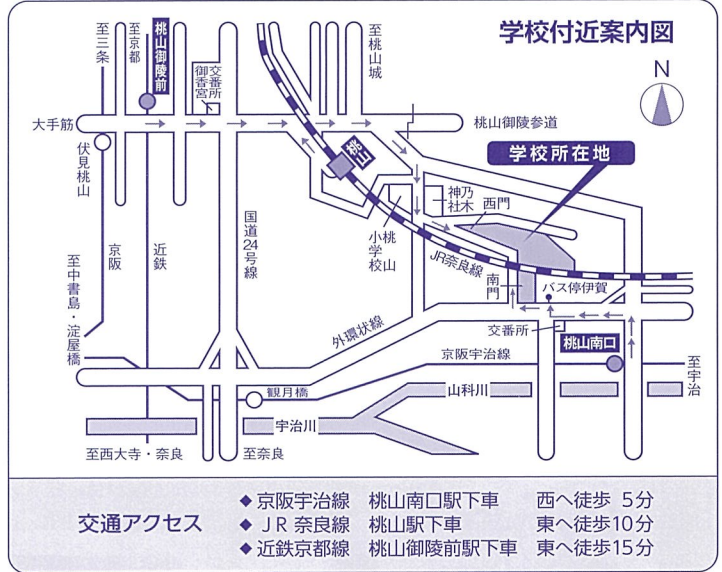 学校付近案内図
N
至三条
至京都
桃山御陵前
交番所
御香宮
至桃山城
大手筋
桃山御陵参道
学校所在地
伏見桃山
桃山
乃木神社
西門
桃山小学校
国道24号線
JR奈良線
南門
バス停伊賀
京阪
近鉄
至中書島・淀屋橋
外環状線
交番所
桃山南口
京阪宇治線
至宇治
山科川
観月橋
宇治川
至西大寺・奈良
至奈良
交通アクセス
◆京阪宇治線 桃山南口駅下車 西へ徒歩 5分
◆JR奈良線 桃山駅下車 東へ徒歩10分
◆近鉄京都線 桃山御陵前駅下車 東へ徒歩15分